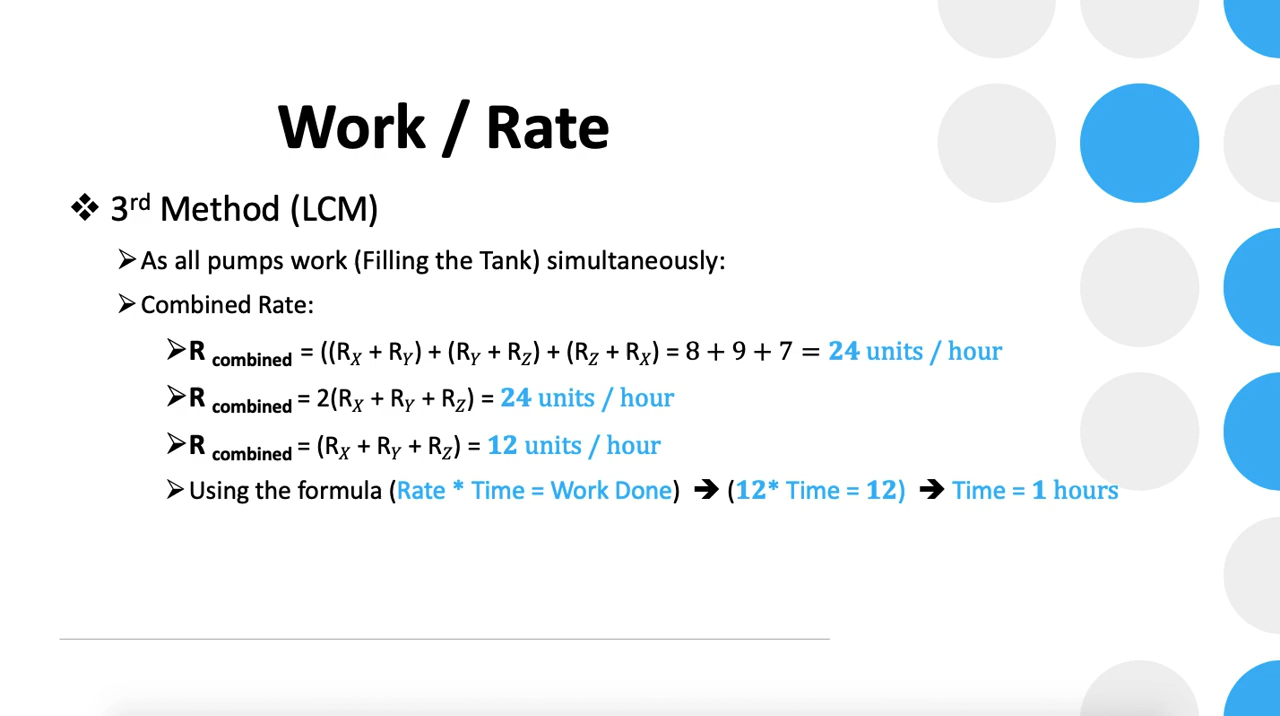 Work / Rate
❖ 3rd Method (LCM)
➢As all pumps work (Filling the Tank) simultaneously:
➢Combined Rate:
➢R combined = ((RX + RY) + (RY + RZ) + (RZ + RX) = 8 + 9 + 7 = 24 units / hour
➢R combined = 2(RX + RY + RZ) = 24 units / hour
➢R combined = (RX + RY + RZ) = 12 units / hour
➢Using the formula (Rate * Time = Work Done) ➔ (12* Time = 12) ➔ Time = 1 hours